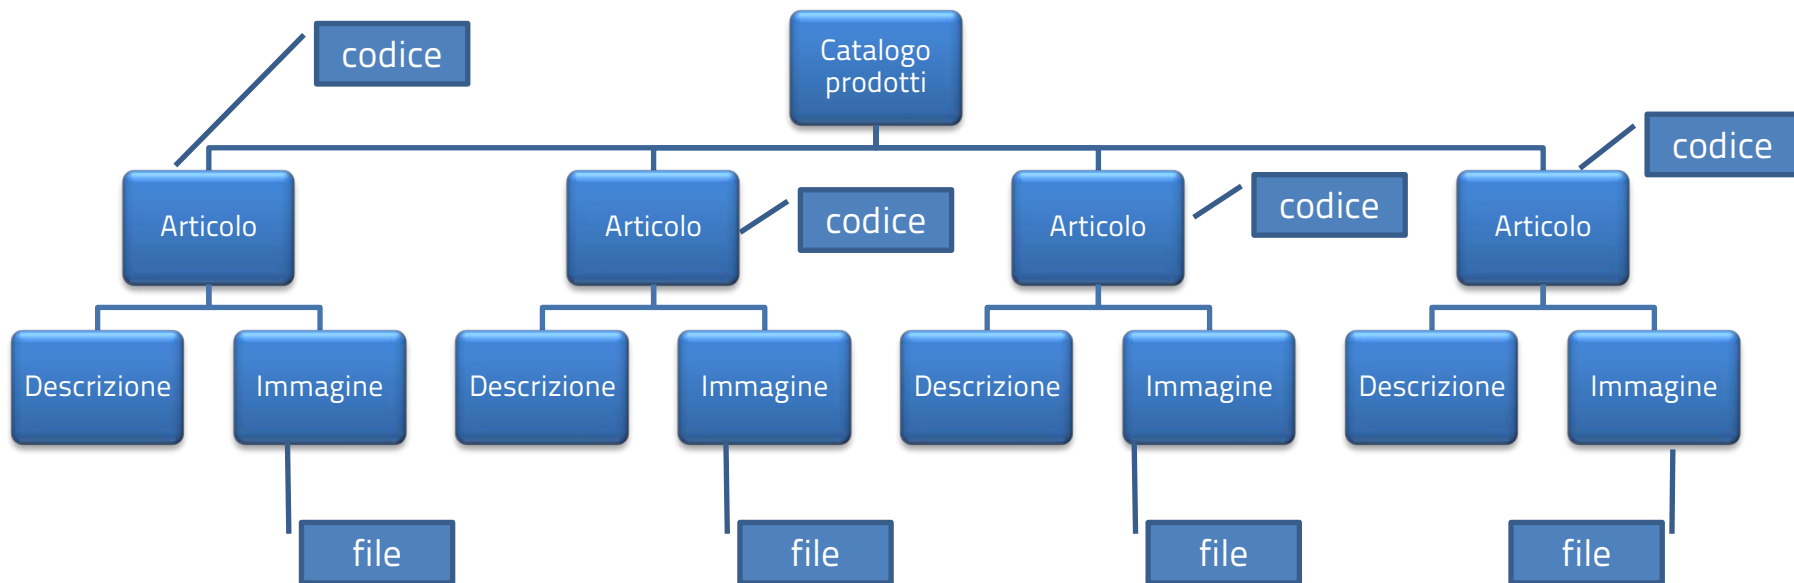 codice
Catalogo
prodotti
codice
Articolo
Articolo
codice
Articolo
codice
Articolo
Descrizione
Immagine
Descrizione
Immagine
Descrizione
Immagine
Descrizione
Immagine
file
file
file
file